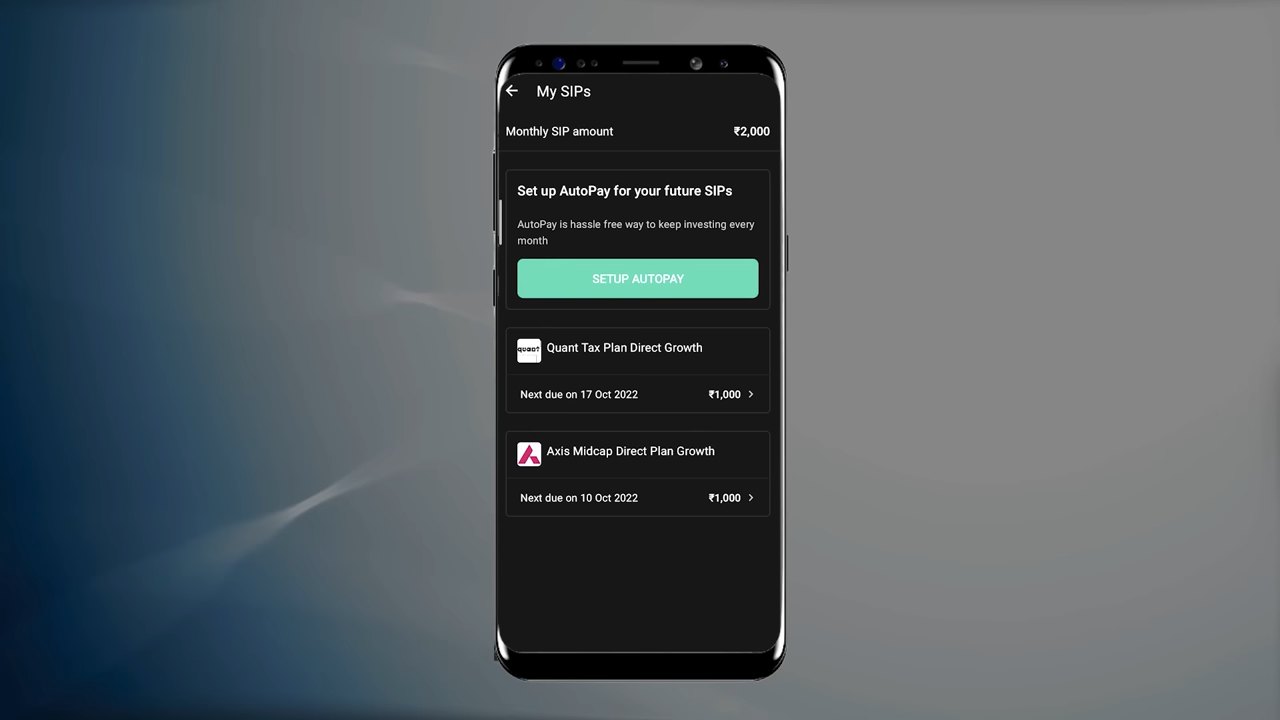 My SIPs
Monthly SIP amount ₹2,000
Set up AutoPay for your future SIPs
AutoPay is hassle free way to keep investing every
month
SETUP AUTOPAY
quant
Quant Tax Plan Direct Growth
Next due on 17 Oct 2022 ₹1,000
Axis Midcap Direct Plan Growth
Next due on 10 Oct 2022 ₹1,000